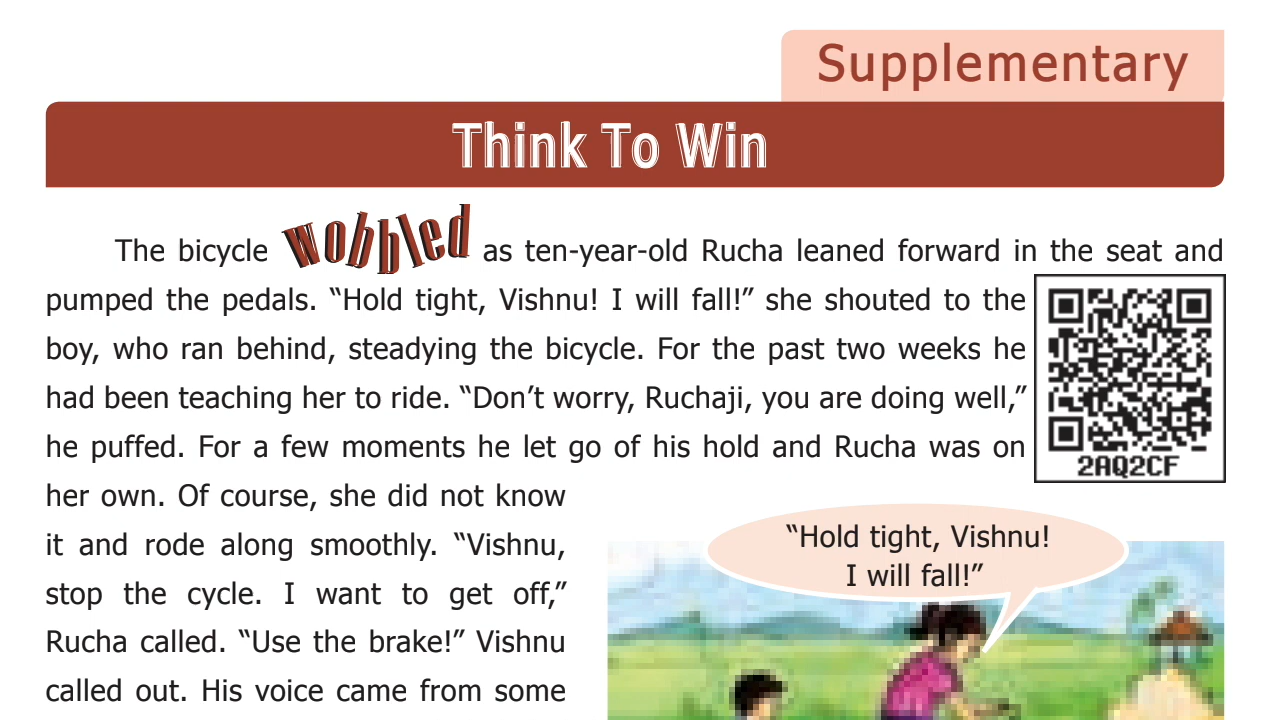 Supplementary
Think To Win
The bicycle wobbled as ten-year-old Rucha leaned forward in the seat and
pumped the pedals. “Hold tight, Vishnu! I will fall!” she shouted to the
boy, who ran behind, steadying the bicycle. For the past two weeks he
had been teaching her to ride. “Don’t worry, Ruchaji, you are doing well,”
he puffed. For a few moments he let go of his hold and Rucha was on
2AQ2CF
her own. Of course, she did not know
it and rode along smoothly. “Vishnu,
stop the cycle. I want to get off,”
Rucha called. “Use the brake!” Vishnu
called out. His voice came from some
“Hold tight, Vishnu!
I will fall!”